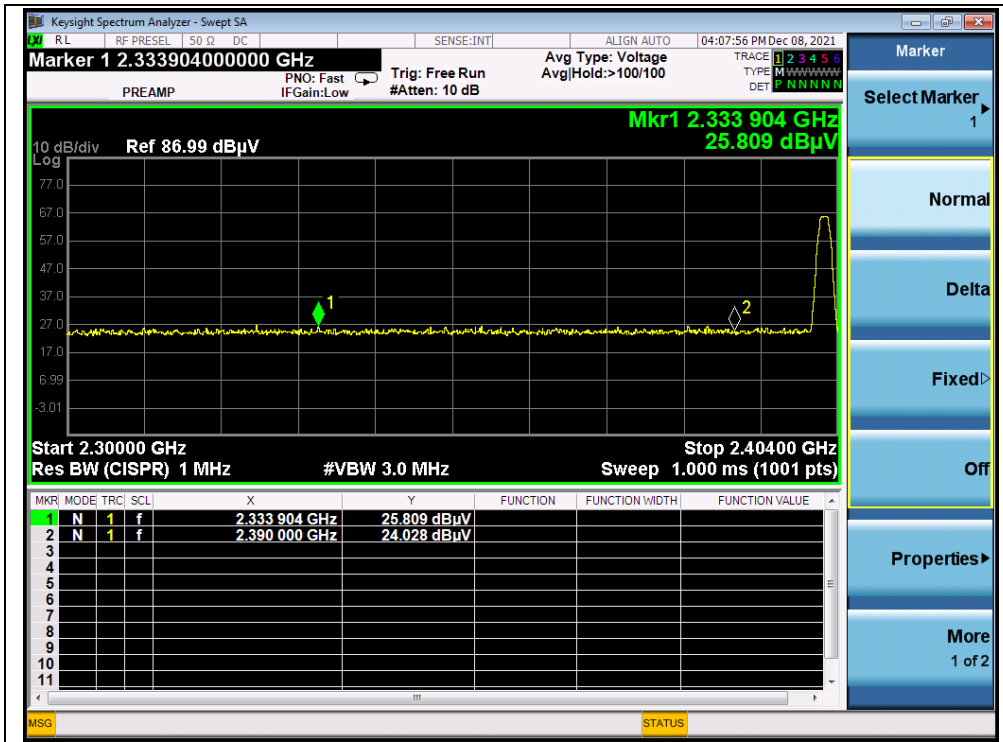 Keysight Spectrum Analyzer - Swept SA
LXI RL RF PRESEL 50 Ω DC SENSE:INT ALIGN AUTO 04:07:56 PM Dec 08, 2021
Marker 1 2.333904000000 GHz
Avg Type: Voltage
TRACE 1 2 3 4 5 6
PNO: Fast
Trig: Free Run
Avg|Hold:>100/100
TYPE M WWWWW
PREAMP
IFGain:Low
#Atten: 10 dB
DET P N N N N N
Mkr1 2.333 904 GHz
25.809 dBµV
10 dB/div Ref 86.99 dBµV
Log
77.0
67.0
57.0
47.0
37.0
27.0
17.0
6.99
-3.01
1
2
Start 2.30000 GHz
Stop 2.40400 GHz
Res BW (CISPR) 1 MHz
#VBW 3.0 MHz
Sweep 1.000 ms (1001 pts)
MKR MODE TRC SCL X Y FUNCTION FUNCTION WIDTH FUNCTION VALUE
1 N 1 f 2.333 904 GHz 25.809 dBµV
2 N 1 f 2.390 000 GHz 24.028 dBµV
3
4
5
6
7
8
9
10
11
MSG
STATUS
Marker
Select Marker
1
Normal
Delta
Fixed
Off
Properties
More
1 of 2